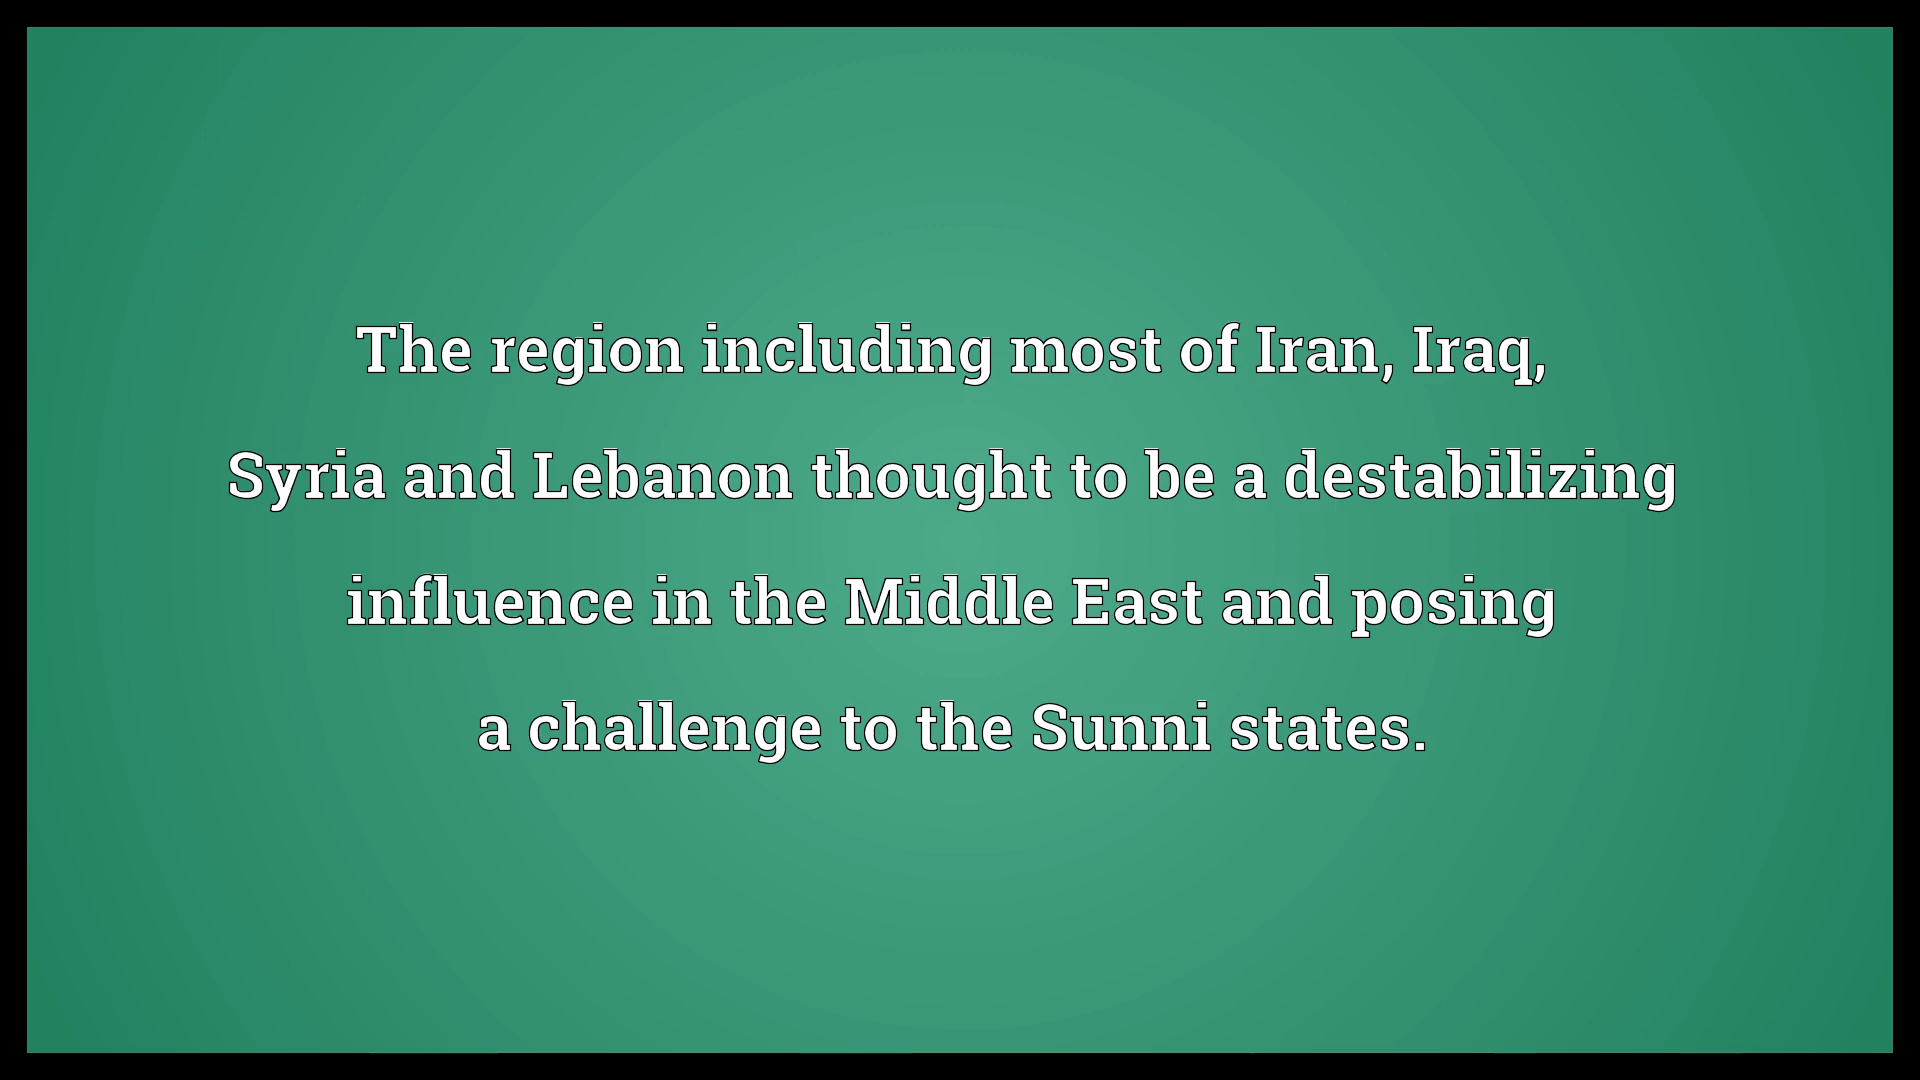 The region including most of Iran, Iraq,
Syria and Lebanon thought to be a destabilizing
influence in the Middle East and posing
a challenge to the Sunni states.